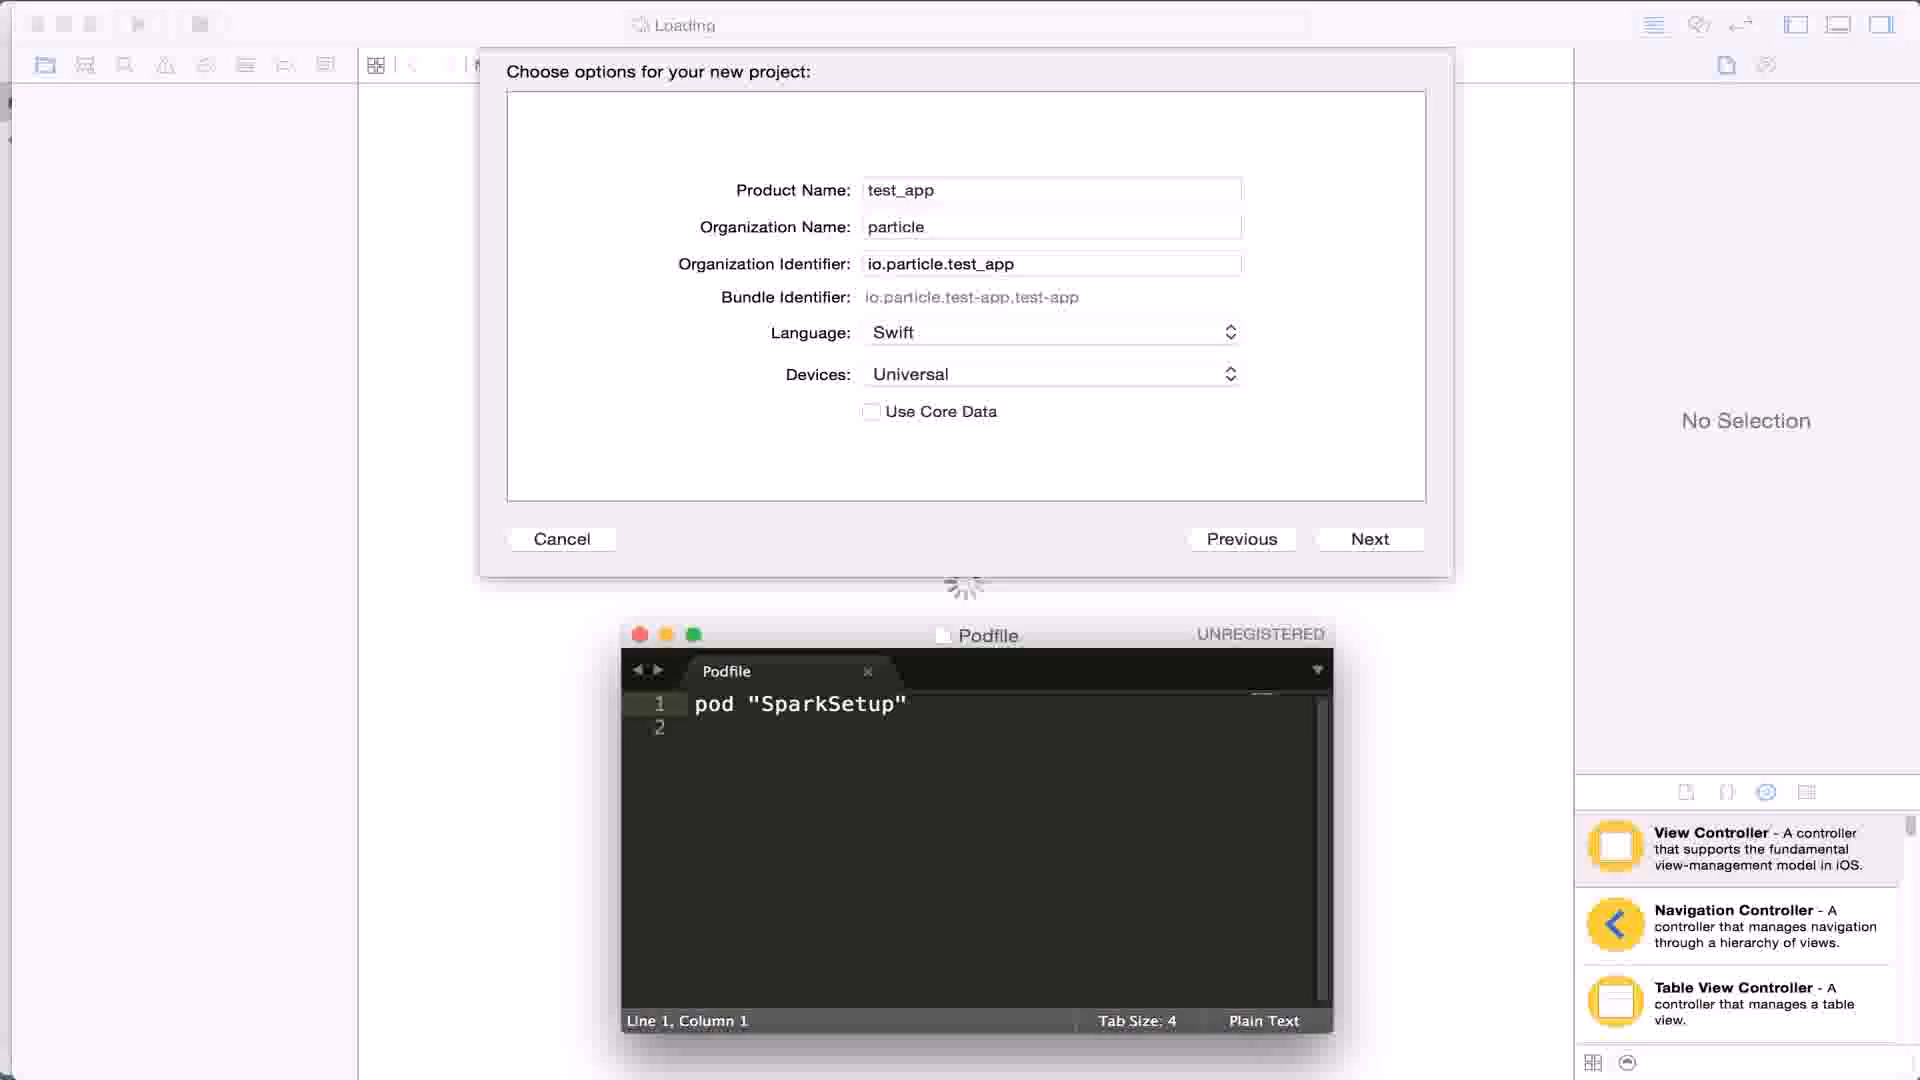 Loading
Choose options for your new project:
Product Name: test_app
Organization Name: particle
Organization Identifier: io.particle.test_app
Bundle Identifier: io.particle.test-app.test-app
Language: Swift
Devices: Universal
Use Core Data
Cancel
Previous
Next
No Selection
Podfile
UNREGISTERED
Podfile
1 pod "SparkSetup"
2
Line 1, Column 1
Tab Size: 4
Plain Text
View Controller - A controller
that supports the fundamental
view-management model in iOS.
Navigation Controller - A
controller that manages navigation
through a hierarchy of views.
Table View Controller - A
controller that manages a table
view.